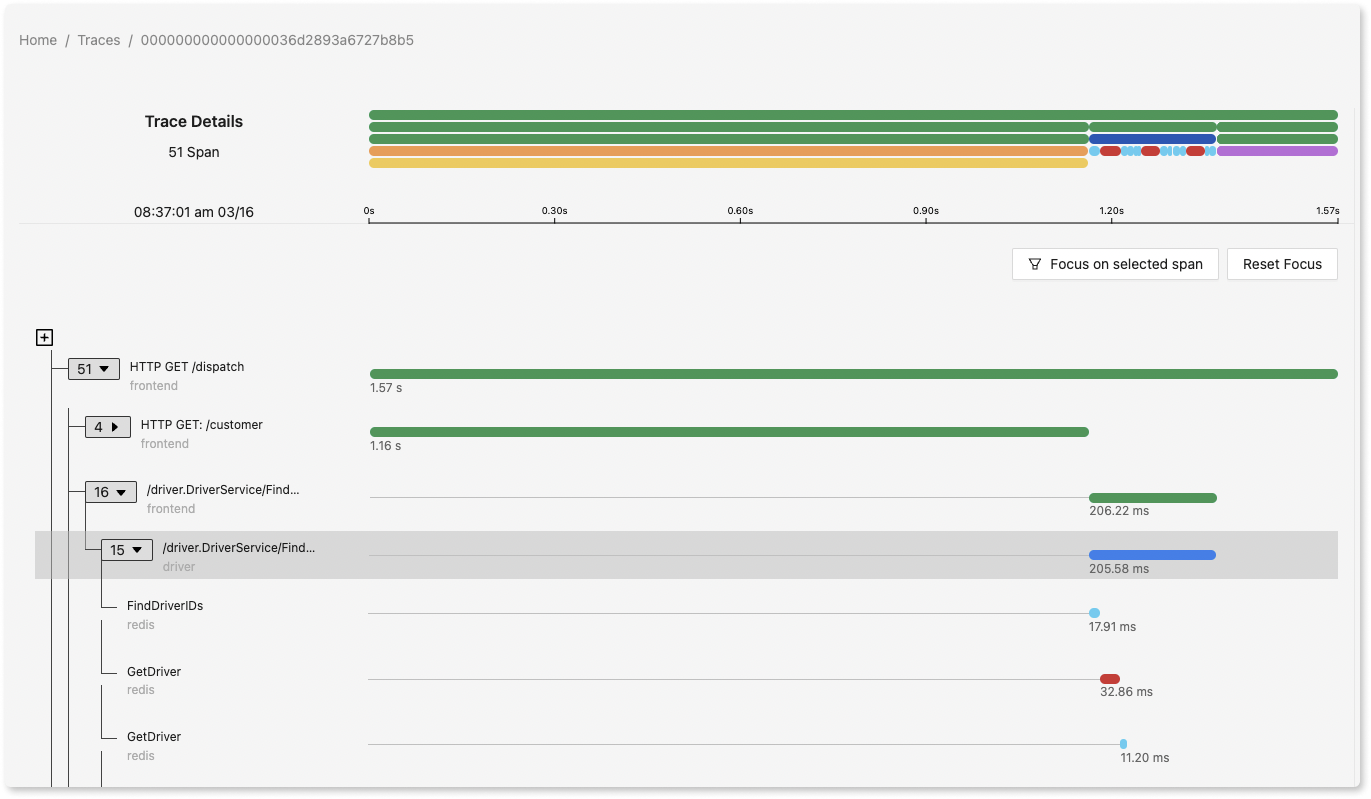 Home / Traces / 000000000000000036d2893a6727b8b5
Trace Details
51 Span
08:37:01 am 03/16
0s 0.30s 0.60s 0.90s 1.20s 1.57s
Focus on selected span Reset Focus
51 HTTP GET /dispatch
frontend
1.57 s
4 HTTP GET: /customer
frontend
1.16 s
16 /driver.DriverService/Find...
frontend
206.22 ms
15 /driver.DriverService/Find...
driver
205.58 ms
FindDriverIDs
redis
17.91 ms
GetDriver
redis
32.86 ms
GetDriver
redis
11.20 ms